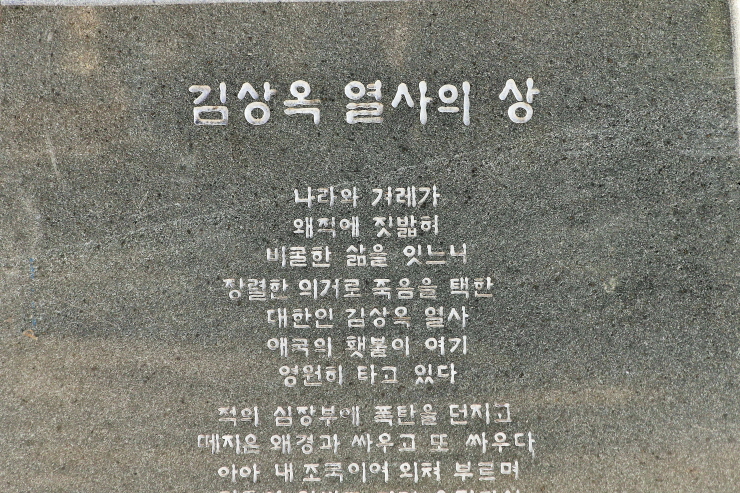 김상옥 열사의 상
나라와 겨레가
왜적에 짓밟혀
비굴한 삶을 잇느니
장렬한 의거로 죽음을 택한
대한인 김상옥 열사
애국의 횃불이 여기
영원히 타고 있다
적의 심장부에 폭탄을 던지고
떼지은 왜경과 싸우고 또 싸우다
아아 내 조국이여 외쳐 부르며